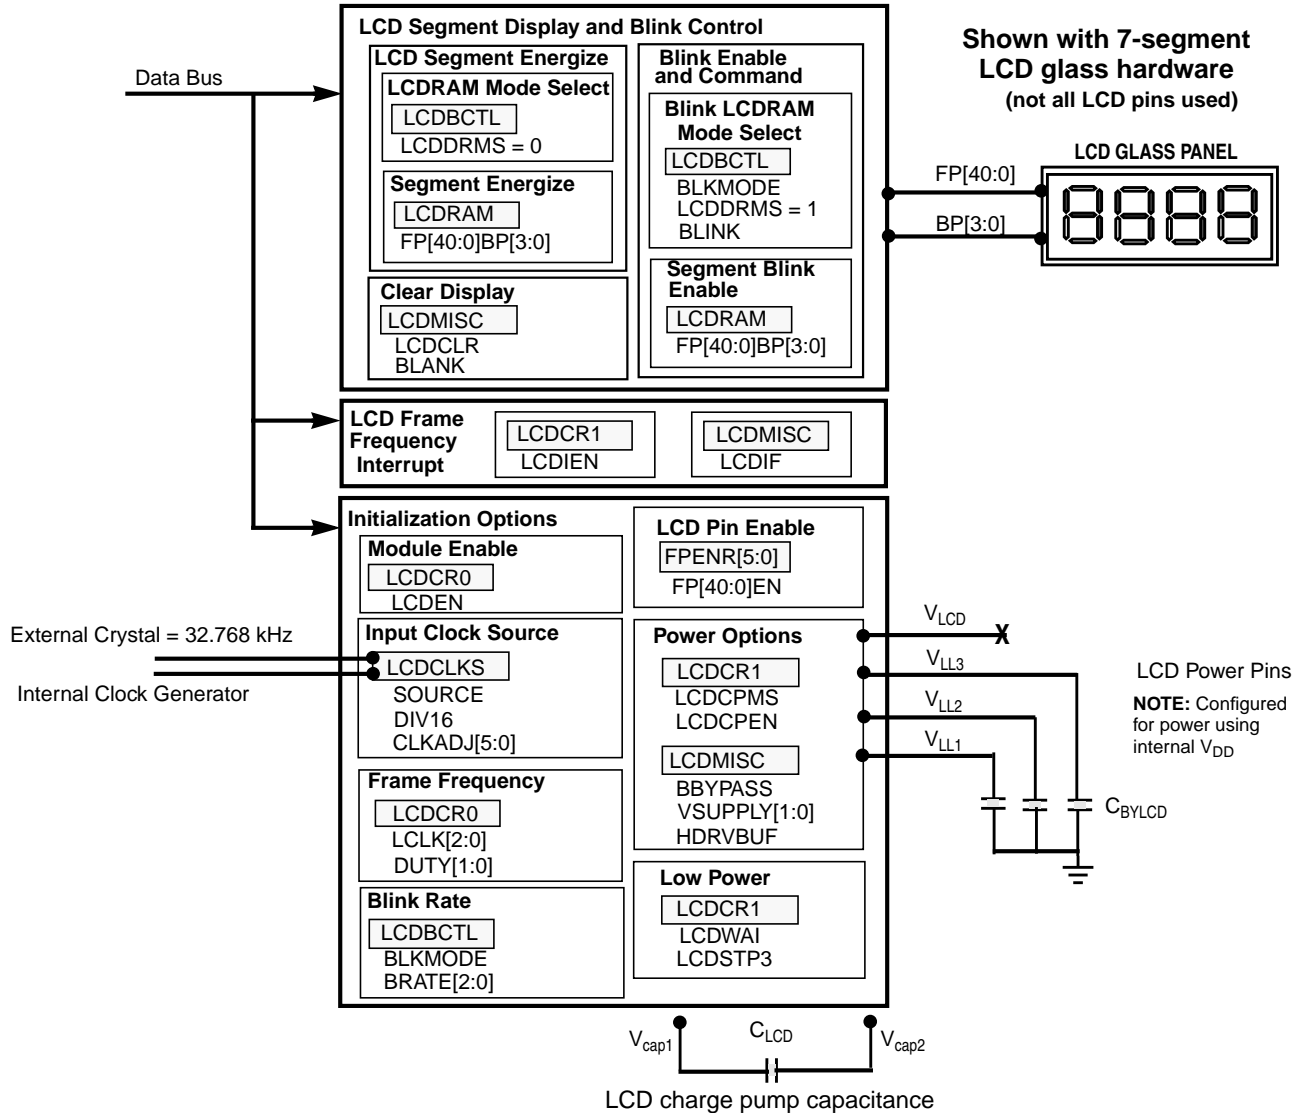 LCD Segment Display and Blink Control
LCD Segment Energize
LCDRAM Mode Select
LCDBCTL
LCDDRMS = 0
Segment Energize
LCDRAM
FP[40:0]BP[3:0]
Clear Display
LCDMISC
LCDCLR
BLANK
Blink Enable
and Command
Blink LCDRAM
Mode Select
LCDBCTL
BLKMODE
LCDDRMS = 1
BLINK
Segment Blink
Enable
LCDRAM
FP[40:0]BP[3:0]
Data Bus
Shown with 7-segment
LCD glass hardware
(not all LCD pins used)
LCD GLASS PANEL
FP[40:0]
BP[3:0]
LCD Frame
Frequency
Interrupt
LCDCR1
LCDIEN
LCDMISC
LCDIF
Initialization Options
Module Enable
LCDCR0
LCDEN
Input Clock Source
LCDCLKS
SOURCE
DIV16
CLKADJ[5:0]
External Crystal = 32.768 kHz
Internal Clock Generator
Frame Frequency
LCDCR0
LCLK[2:0]
DUTY[1:0]
Blink Rate
LCDBCTL
BLKMODE
BRATE[2:0]
LCD Pin Enable
FPENR[5:0]
FP[40:0]EN
Power Options
LCDCR1
LCDCPMS
LCDCPEN
LCDMISC
BBYPASS
VSUPPLY[1:0]
HDRVBUF
Low Power
LCDCR1
LCDWAI
LCDSTP3
VLCD
X
VLL3
VLL2
VLL1
LCD Power Pins
NOTE: Configured
for power using
internal VDD
CBYLCD
Vcap1
CLCD
Vcap2
LCD charge pump capacitance